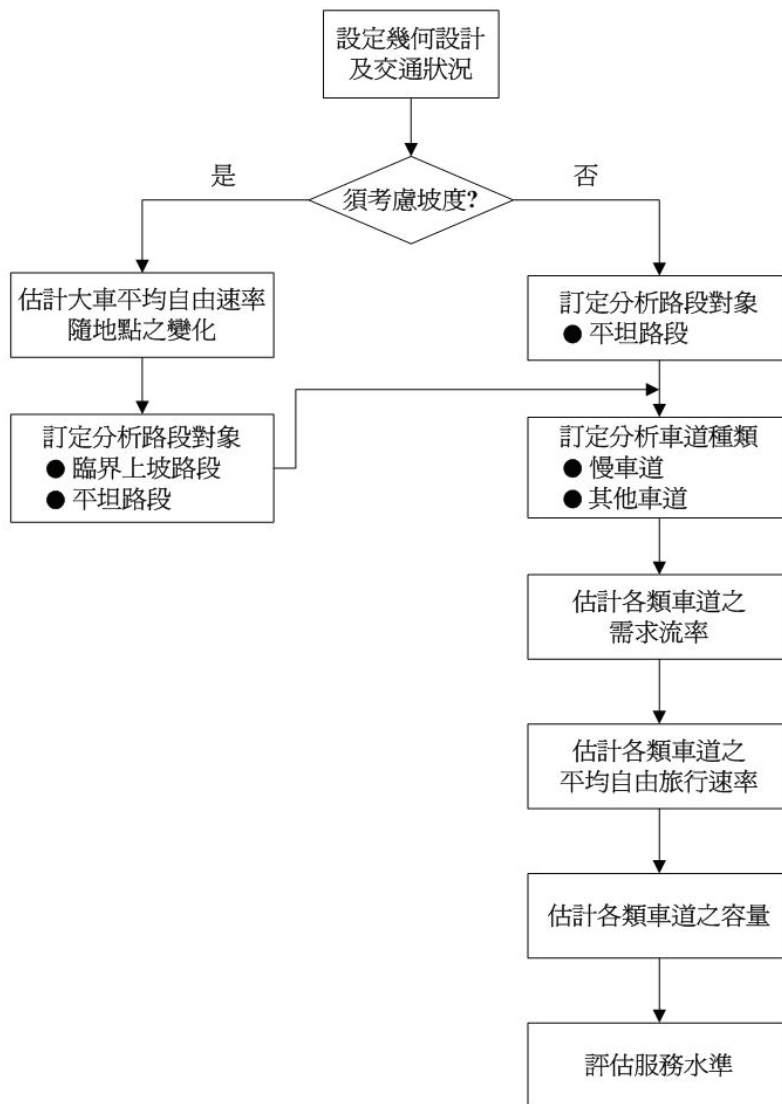 設定幾何設計
及交通狀況
是
須考慮坡度?
否
估計大車平均自由速率
隨地點之變化
訂定分析路段對象
● 平坦路段
訂定分析路段對象
● 臨界上坡路段
● 平坦路段
訂定分析車道種類
● 慢車道
● 其他車道
估計各類車道之
需求流率
估計各類車道之
平均自由旅行速率
估計各類車道之容量
評估服務水準